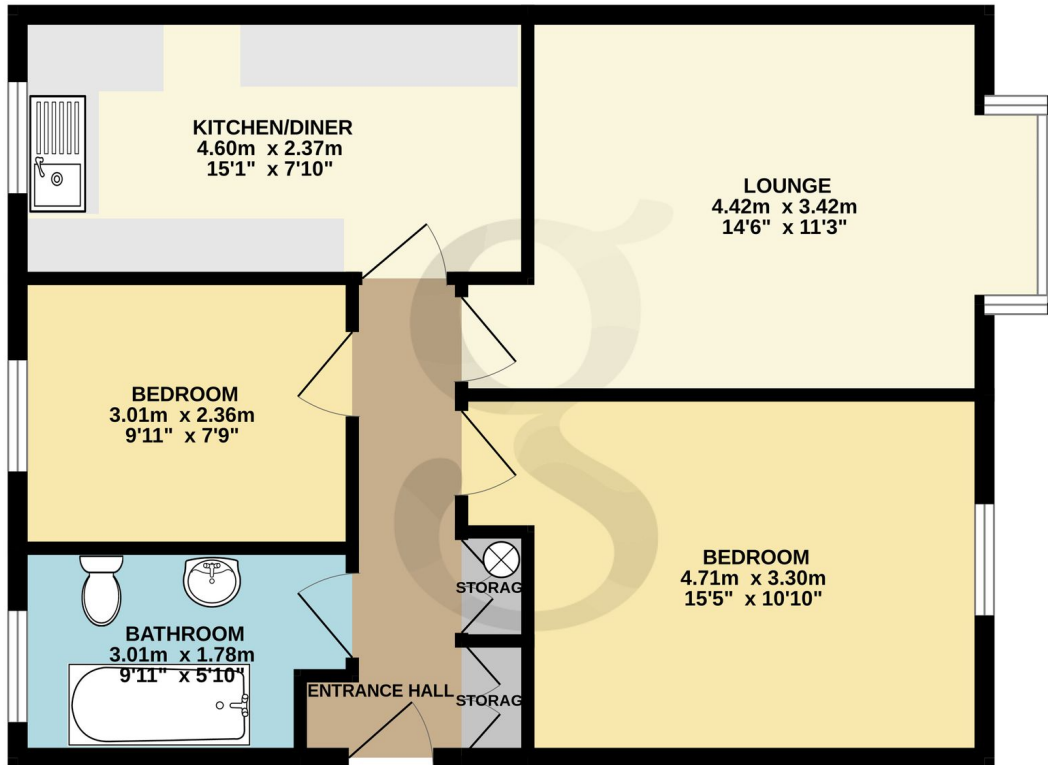 KITCHEN/DINER
4.60m x 2.37m
15'1" x 7'10"
LOUNGE
4.42m x 3.42m
14'6" x 11'3"
BEDROOM
3.01m x 2.36m
9'11" x 7'9"
BEDROOM
4.71m x 3.30m
15'5" x 10'10"
STORAG
BATHROOM
3.01m x 1.78m
9'11" x 5'10"
ENTRANCE HALL
STORAG
g